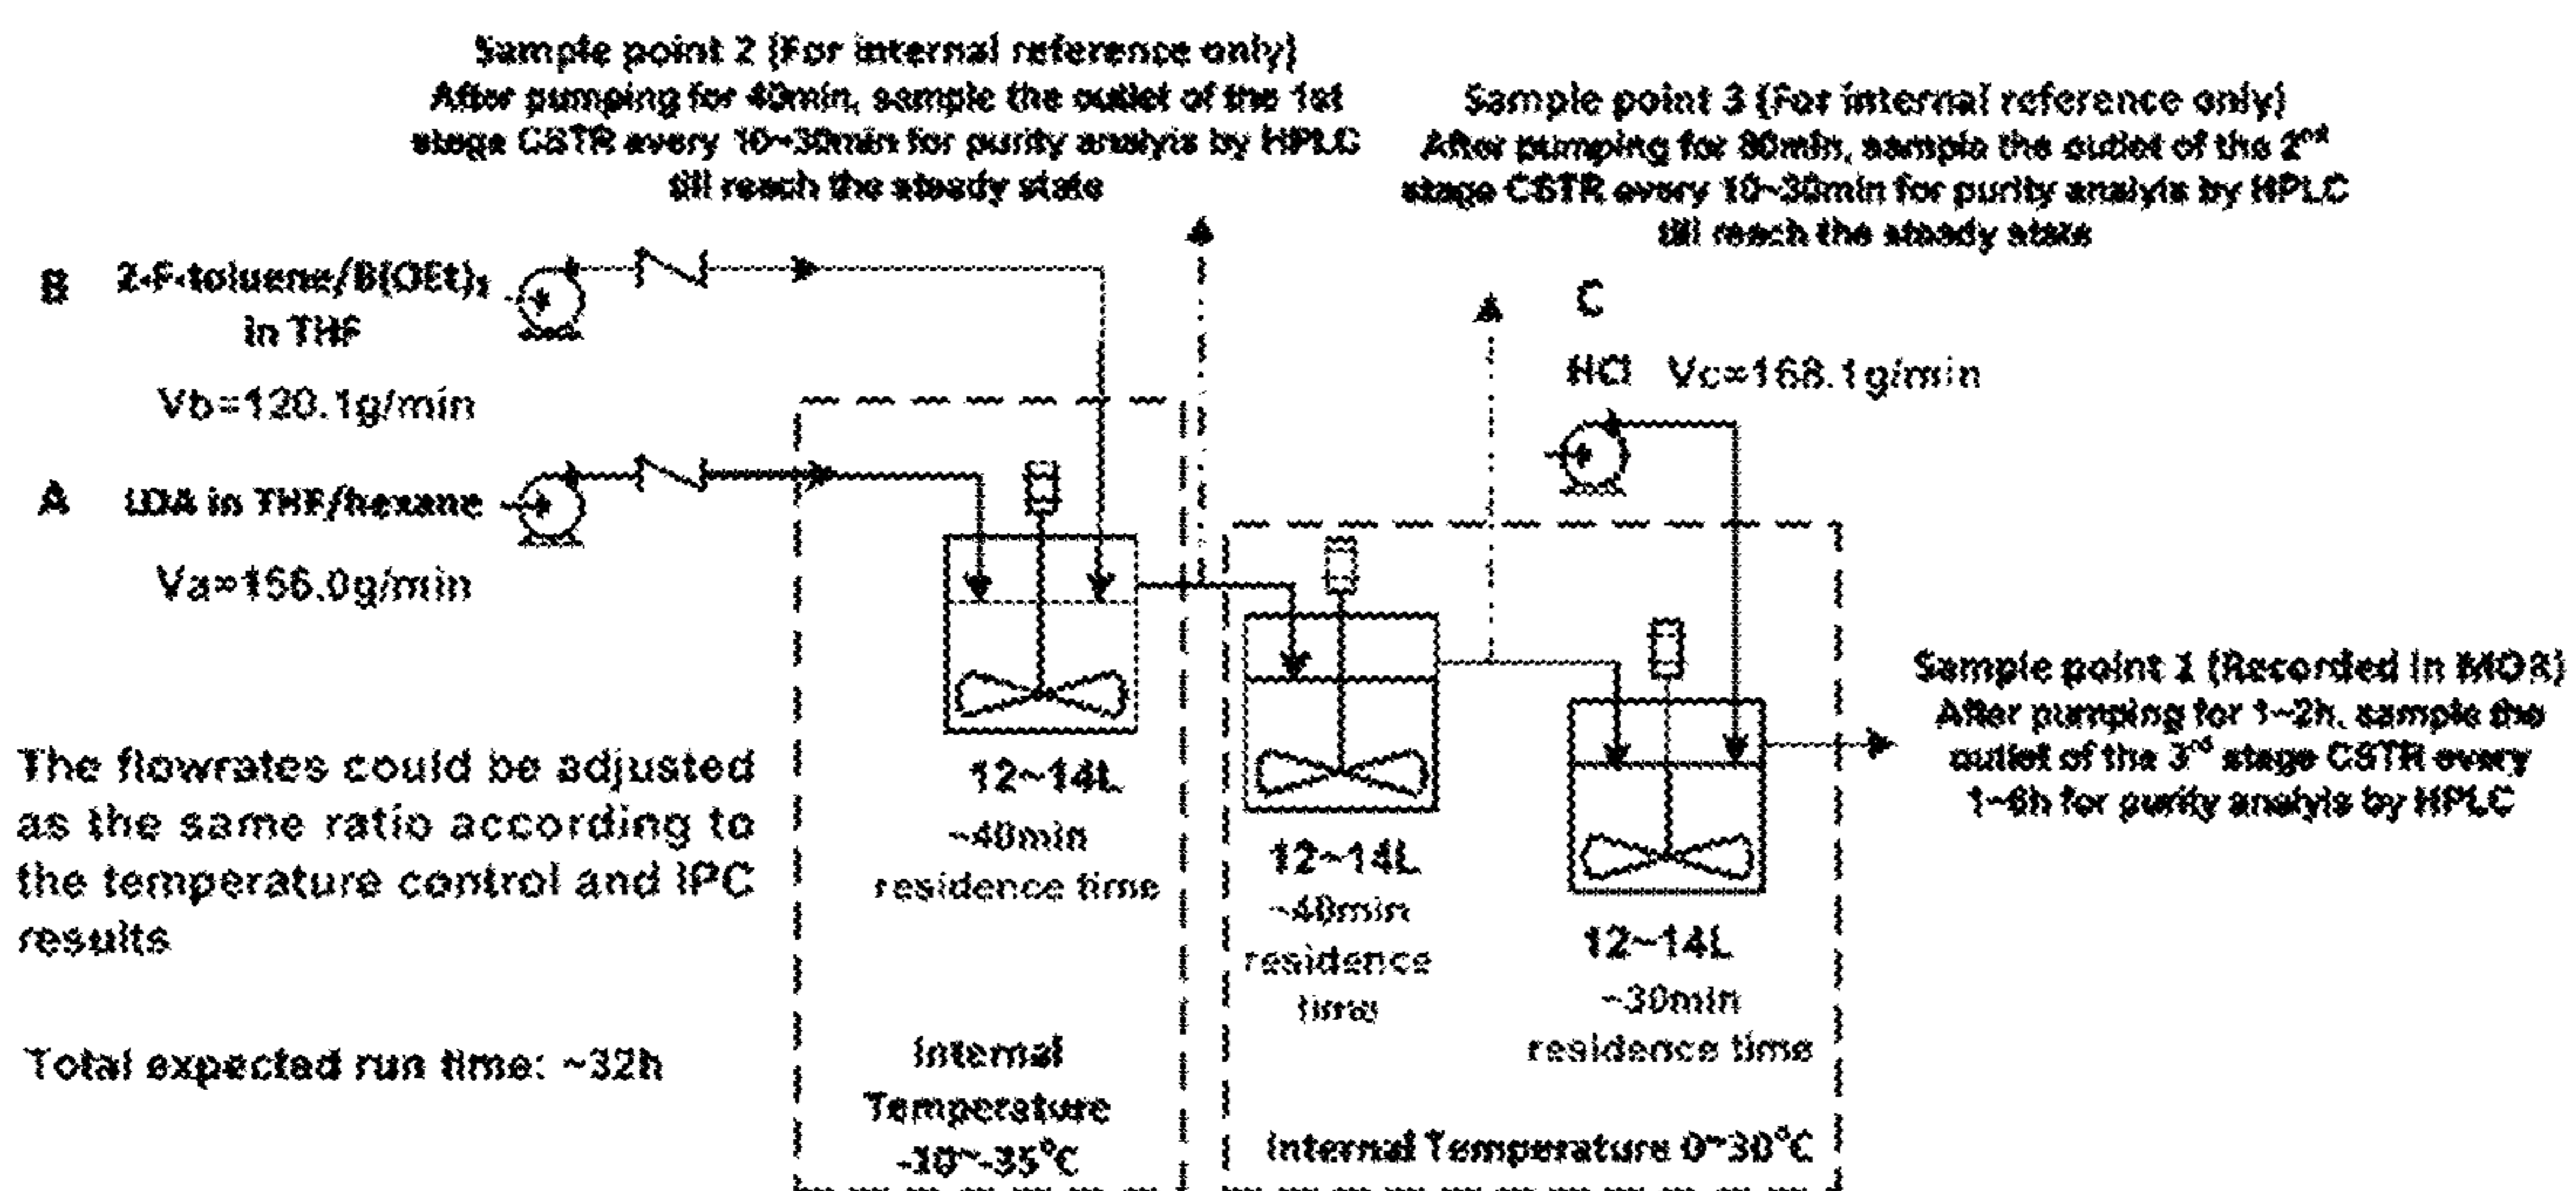 Sample point 2 (For internal reference only)
After pumping for 40min, sample the outlet of the 1st
stage CSTR every 10~30min for purity analyis by HPLC
till reach the steady state
Sample point 3 (For internal reference only)
After pumping for 80min, sample the outlet of the 2nd
stage CSTR every 10~30min for purity analyis by HPLC
till reach the steady state
B
2-F-toluene/B(OEt)₃
in THF
Vb=120.1g/min
C
HCl Vc=168.1g/min
A
LDA in THF/hexane
Va=156.0g/min
Sample point 1 (Recorded in MOR)
After pumping for 1~2h, sample the
outlet of the 3rd stage CSTR every
1~6h for purity analyis by HPLC
The flowrates could be adjusted
as the same ratio according to
the temperature control and IPC
results
Total expected run time: ~32h
12~14L
~40min
residence time
Internal
Temperature
°C
12~14L
~40min
residence
time
12~14L
~30min
residence time
Internal Temperature 0~30°C